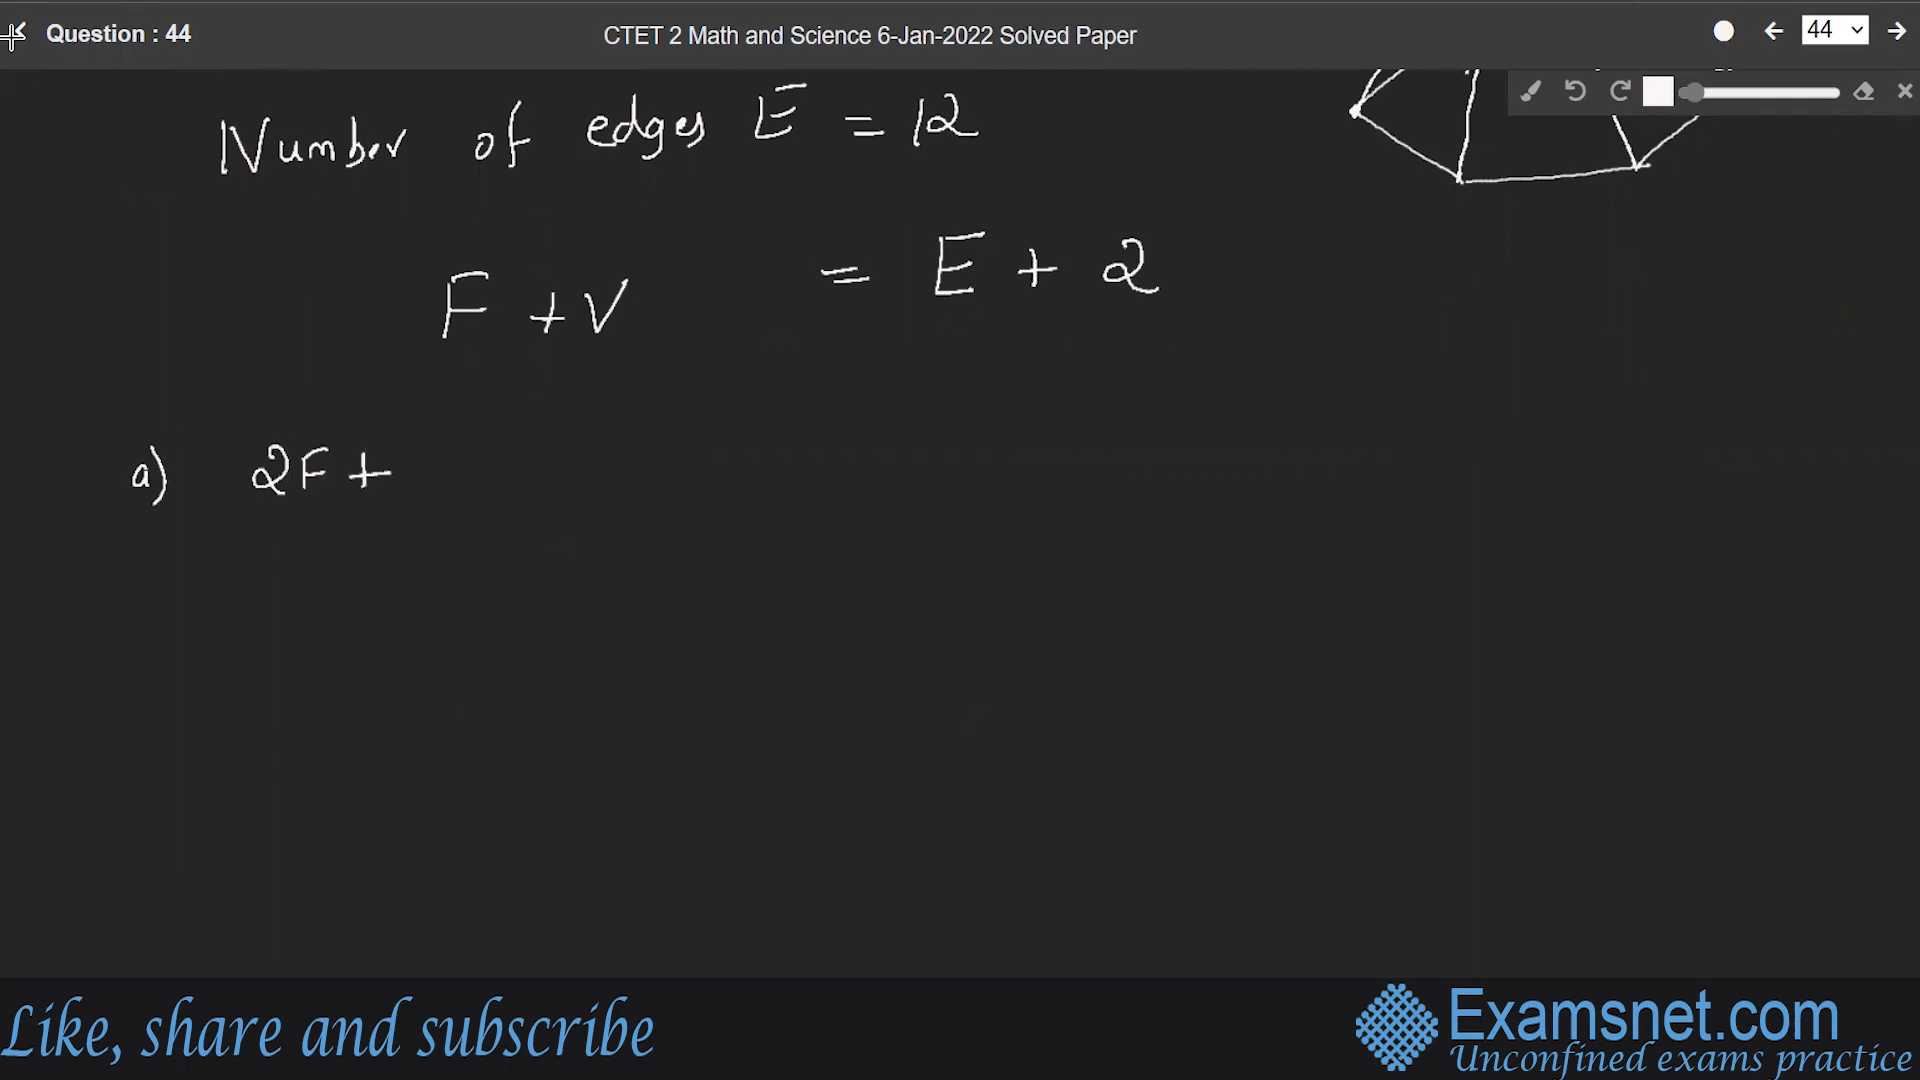 Question : 44
CTET 2 Math and Science 6-Jan-2022 Solved Paper
44
Number of edges E = 12
F + V = E + 2
a) 2F +
Like, share and subscribe
Examsnet.com
Unconfined exams practice